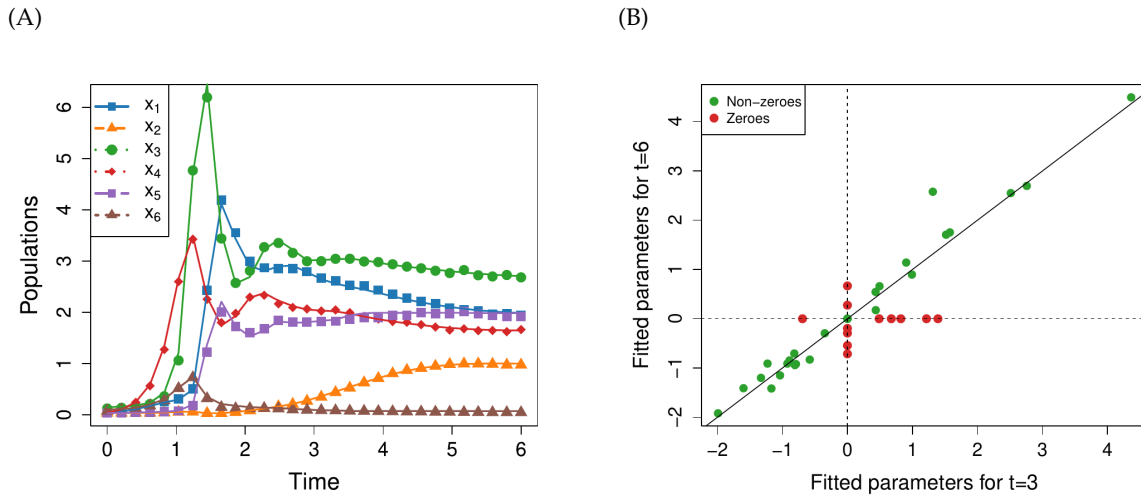 (A)
(B)
Populations
6
5
4
3
2
1
0
x1
x2
x3
x4
x5
x6
0 1 2 3 4 5 6
Time
Fitted parameters for t=6
4
3
2
1
0
−1
−2
Non−zeroes
Zeroes
−2 −1 0 1 2 3 4
Fitted parameters for t=3